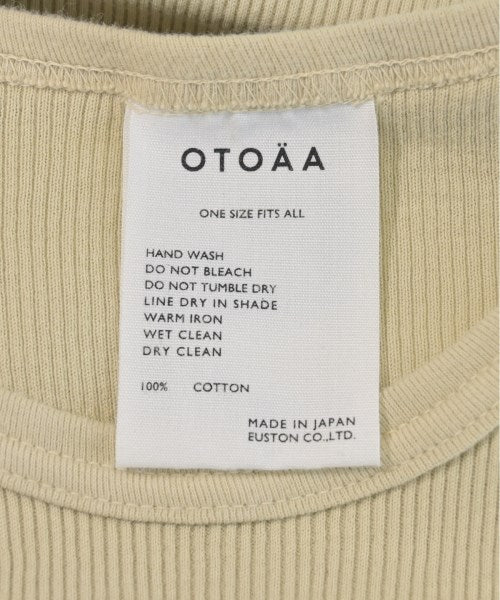 OTOÄA
ONE SIZE FITS ALL
HAND WASH
DO NOT BLEACH
DO NOT TUMBLE DRY
LINE DRY IN SHADE
WARM IRON
WET CLEAN
DRY CLEAN
100% COTTON
MADE IN JAPAN
EUSTON CO.,LTD.